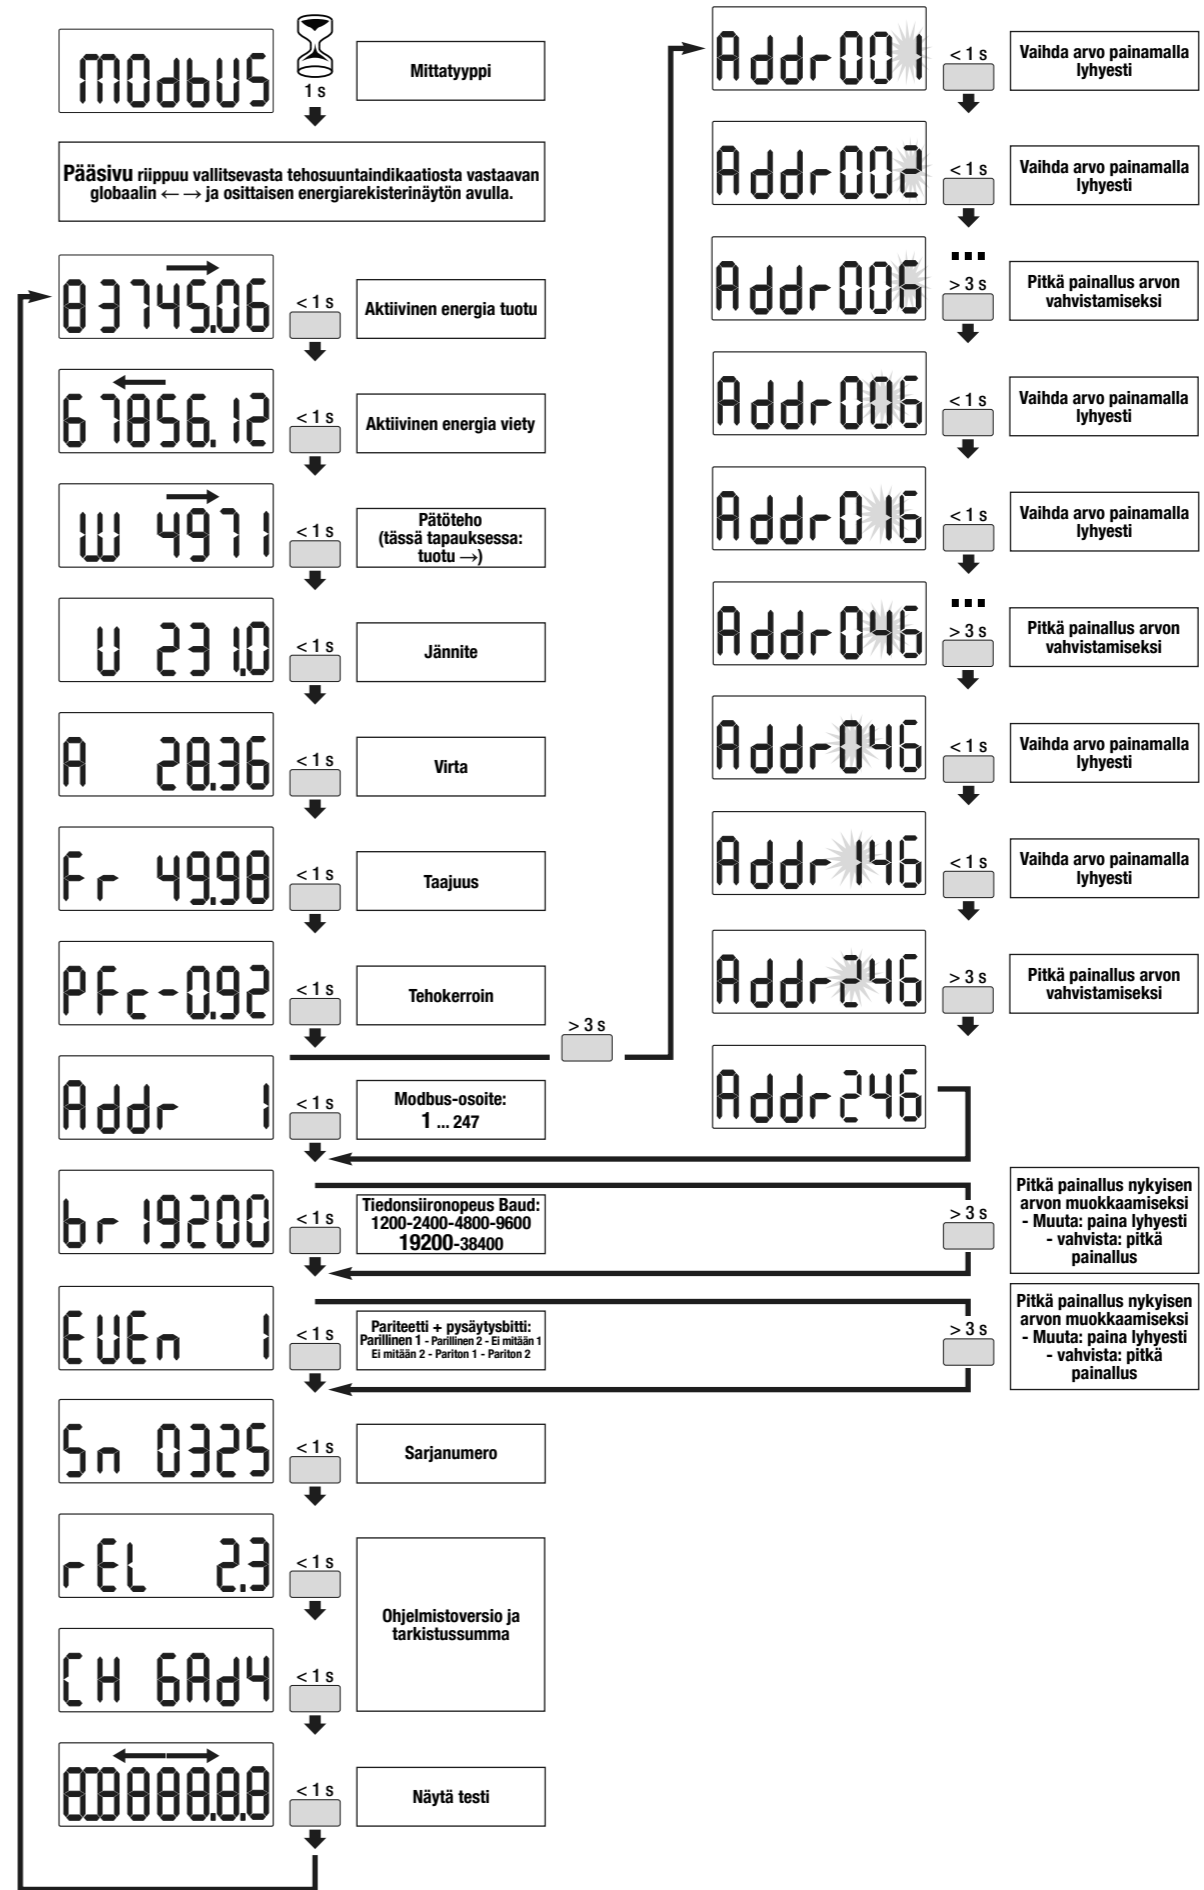 MOdbUS
1 s
Mittatyyppi
Pääsivu riippuu vallitsevasta tehosuuntaindikaatiosta vastaavan
globaalin ←→ ja osittaisen energiarekisterinäytön avulla.
83745.06
< 1 s
Aktiivinen energia tuotu
67856.12
< 1 s
Aktiivinen energia viety
W 4971
< 1 s
Pätöteho
(tässä tapauksessa:
tuotu →)
U 231.0
< 1 s
Jännite
A 28.36
< 1 s
Virta
Fr 49.98
< 1 s
Taajuus
PFc-0.92
< 1 s
Tehokerroin
> 3 s
Addr 1
< 1 s
Modbus-osoite:
1 ... 247
br 19200
< 1 s
Tiedonsiironopeus Baud:
1200-2400-4800-9600
19200-38400
> 3 s
Pitkä painallus nykyisen
arvon muokkaamiseksi
- Muuta: paina lyhyesti
- vahvista: pitkä
painallus
EUEn 1
< 1 s
Pariteetti + pysäytysbitti:
Parillinen 1 - Parillinen 2 - Ei mitään 1
Ei mitään 2 - Pariton 1 - Pariton 2
> 3 s
Pitkä painallus nykyisen
arvon muokkaamiseksi
- Muuta: paina lyhyesti
- vahvista: pitkä
painallus
Sn 0325
< 1 s
Sarjanumero
rEL 2.3
< 1 s
Ohjelmistoversio ja
tarkistussumma
CH 6Ad4
< 1 s
8.8.8888.8.8
< 1 s
Näytä testi
Addr001
< 1 s
Vaihda arvo painamalla
lyhyesti
Addr002
< 1 s
Vaihda arvo painamalla
lyhyesti
Addr006
...
> 3 s
Pitkä painallus arvon
vahvistamiseksi
Addr006
< 1 s
Vaihda arvo painamalla
lyhyesti
Addr016
< 1 s
Vaihda arvo painamalla
lyhyesti
Addr046
...
> 3 s
Pitkä painallus arvon
vahvistamiseksi
Addr046
< 1 s
Vaihda arvo painamalla
lyhyesti
Addr146
< 1 s
Vaihda arvo painamalla
lyhyesti
Addr246
> 3 s
Pitkä painallus arvon
vahvistamiseksi
Addr246